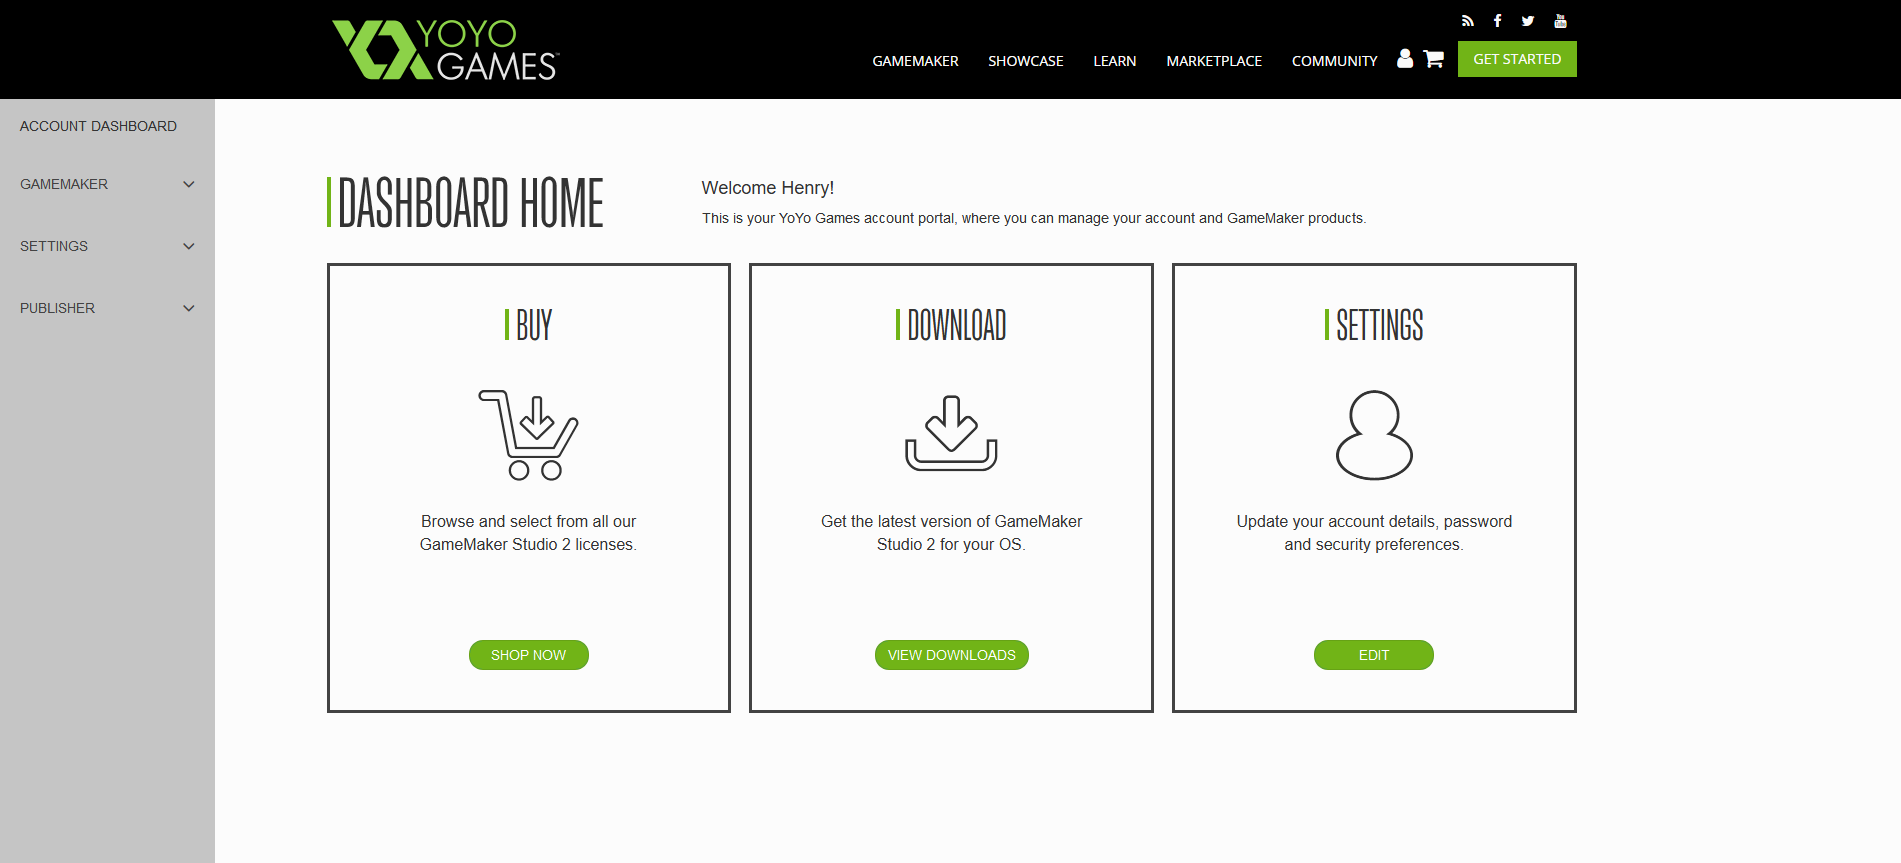 YOYO
GAMES™
GAMEMAKER
SHOWCASE
LEARN
MARKETPLACE
COMMUNITY
You
Tube
GET STARTED
ACCOUNT DASHBOARD
GAMEMAKER
SETTINGS
PUBLISHER
DASHBOARD HOME
Welcome Henry!
This is your YoYo Games account portal, where you can manage your account and GameMaker products.
BUY
Browse and select from all our
GameMaker Studio 2 licenses.
SHOP NOW
DOWNLOAD
Get the latest version of GameMaker
Studio 2 for your OS.
VIEW DOWNLOADS
SETTINGS
Update your account details, password
and security preferences.
EDIT